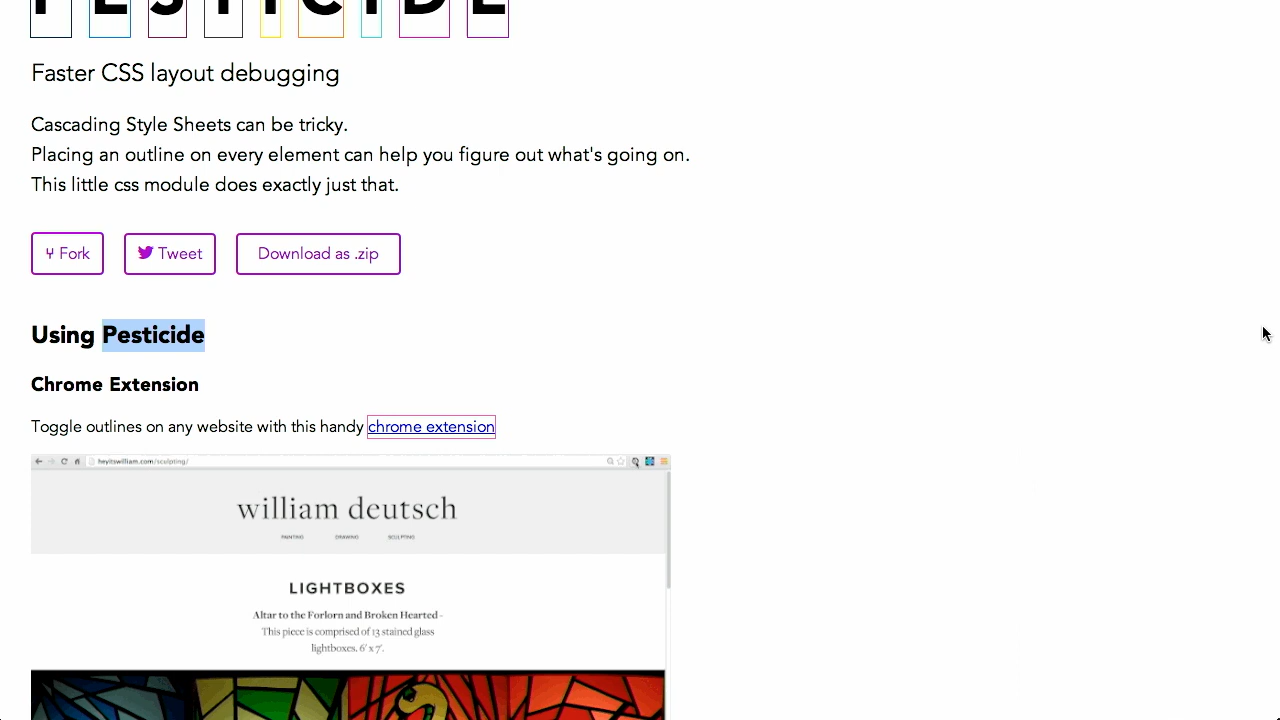 PESTICIDE
Faster CSS layout debugging
Cascading Style Sheets can be tricky.
Placing an outline on every element can help you figure out what's going on.
This little css module does exactly just that.
Fork Tweet Download as .zip
Using Pesticide
Chrome Extension
Toggle outlines on any website with this handy chrome extension
heyitswilliam.com/sculpting/
william deutsch
PAINTING DRAWING SCULPTING
LIGHTBOXES
Altar to the Forlorn and Broken Hearted -
This piece is comprised of 13 stained glass
lightboxes. 6' x 7'.